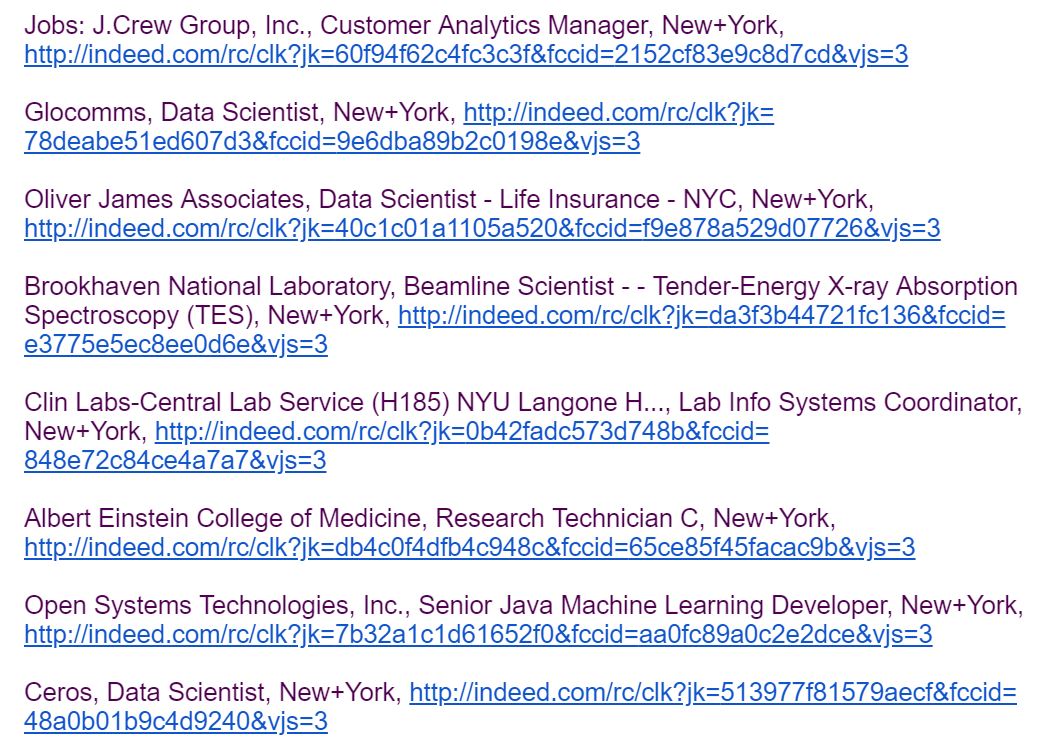 Jobs: J.Crew Group, Inc., Customer Analytics Manager, New+York,
http://indeed.com/rc/clk?jk=60f94f62c4fc3c3f&fccid=2152cf83e9c8d7cd&vjs=3
Glocomms, Data Scientist, New+York, http://indeed.com/rc/clk?jk=
78deabe51ed607d3&fccid=9e6dba89b2c0198e&vjs=3
Oliver James Associates, Data Scientist - Life Insurance - NYC, New+York,
http://indeed.com/rc/clk?jk=40c1c01a1105a520&fccid=f9e878a529d07726&vjs=3
Brookhaven National Laboratory, Beamline Scientist - - Tender-Energy X-ray Absorption
Spectroscopy (TES), New+York, http://indeed.com/rc/clk?jk=da3f3b44721fc136&fccid=
e3775e5ec8ee0d6e&vjs=3
Clin Labs-Central Lab Service (H185) NYU Langone H..., Lab Info Systems Coordinator,
New+York, http://indeed.com/rc/clk?jk=0b42fadc573d748b&fccid=
848e72c84ce4a7a7&vjs=3
Albert Einstein College of Medicine, Research Technician C, New+York,
http://indeed.com/rc/clk?jk=db4c0f4dfb4c948c&fccid=65ce85f45facac9b&vjs=3
Open Systems Technologies, Inc., Senior Java Machine Learning Developer, New+York,
http://indeed.com/rc/clk?jk=7b32a1c1d61652f0&fccid=aa0fc89a0c2e2dce&vjs=3
Ceros, Data Scientist, New+York, http://indeed.com/rc/clk?jk=513977f81579aecf&fccid=
48a0b01b9c4d9240&vjs=3